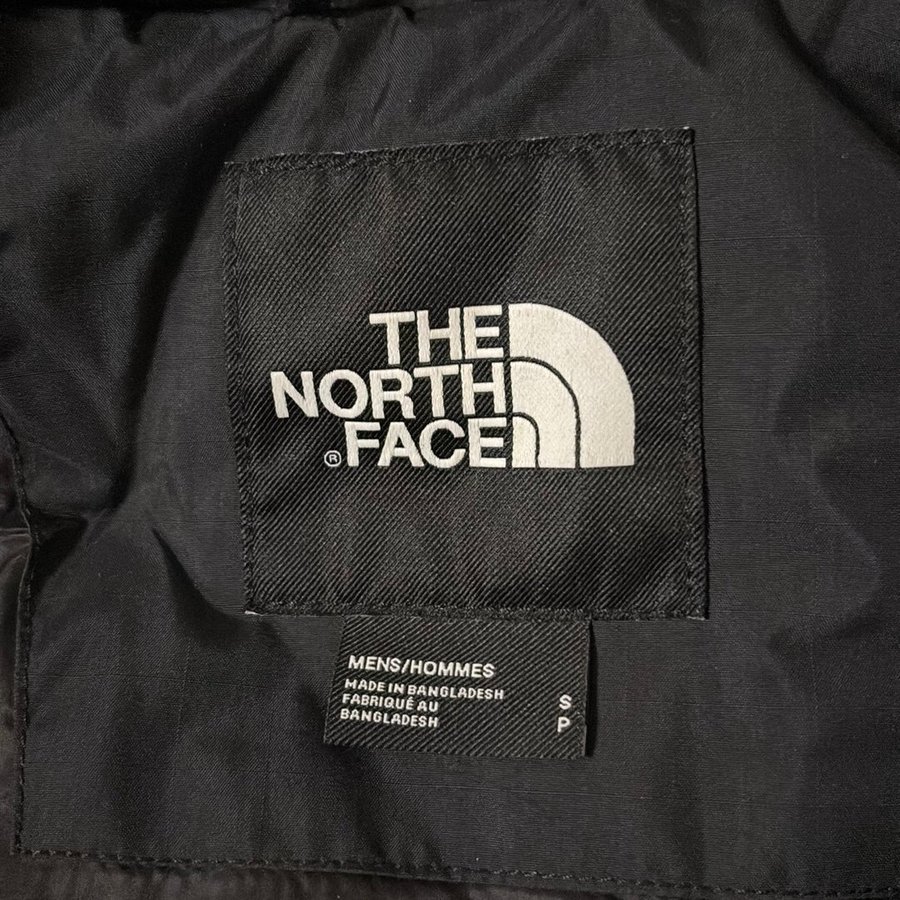 THE
NORTH
® FACE
MENS/HOMMES
MADE IN BANGLADESH
FABRIQUÉ AU
BANGLADESH
S
P